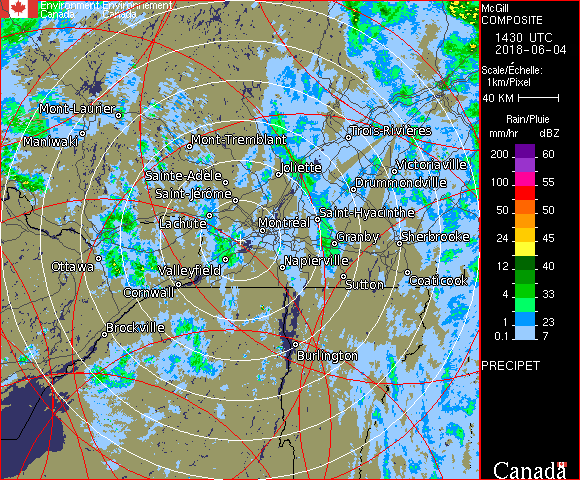 Environment Environnement
Canada Canada
Mont-Laurier
Maniwaki
Mont-Tremblant
Trois-Rivières
Sainte-Adèle
Joliette
Victoriaville
Saint-Jérôme
Drummondville
Lachute
Montréal
Saint-Hyacinthe
Granby
Sherbrooke
Ottawa
Valleyfield
Napierville
Cornwall
Sutton
Coaticook
Brockville
Burlington
McGill
COMPOSITE
1430 UTC
2018-06-04
Scale/Échelle:
1km/Pixel
40 KM
Rain/Pluie
mm/hr dBZ
200 60
100 55
50 50
24 45
12 40
4 33
1 23
0.1 7
PRECIPET
Canada